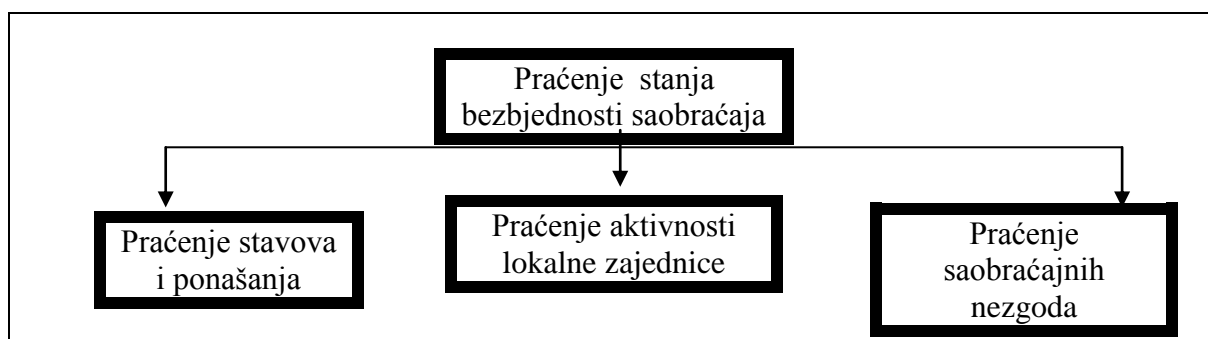 Praćenje stanja
bezbjednosti saobraćaja
Praćenje stavova
i ponašanja
Praćenje aktivnosti
lokalne zajednice
Praćenje
saobraćajnih
nezgoda